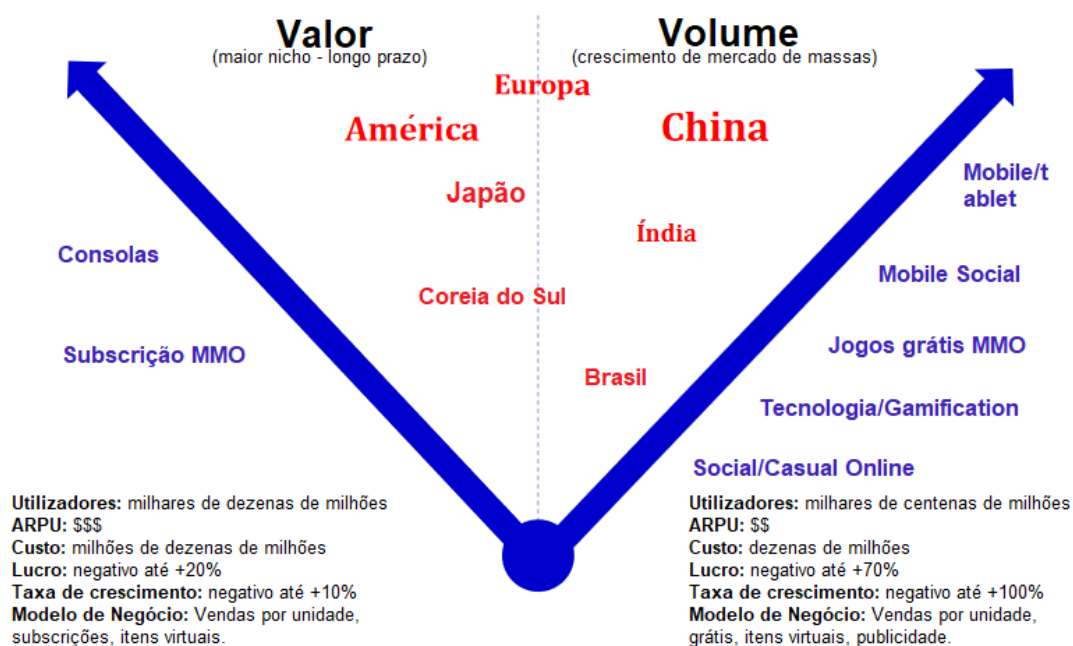 Valor
(maior nicho - longo prazo)
Volume
(crescimento de mercado de massas)
Europa
América
China
Japão
Índia
Coreia do Sul
Brasil
Consolas
Subscrição MMO
Mobile/t
ablet
Mobile Social
Jogos grátis MMO
Tecnologia/Gamification
Social/Casual Online
Utilizadores: milhares de dezenas de milhões
ARPU: $$$
Custo: milhões de dezenas de milhões
Lucro: negativo até +20%
Taxa de crescimento: negativo até +10%
Modelo de Negócio: Vendas por unidade,
subscrições, itens virtuais.
Utilizadores: milhares de centenas de milhões
ARPU: $$
Custo: dezenas de milhões
Lucro: negativo até +70%
Taxa de crescimento: negativo até +100%
Modelo de Negócio: Vendas por unidade,
grátis, itens virtuais, publicidade.